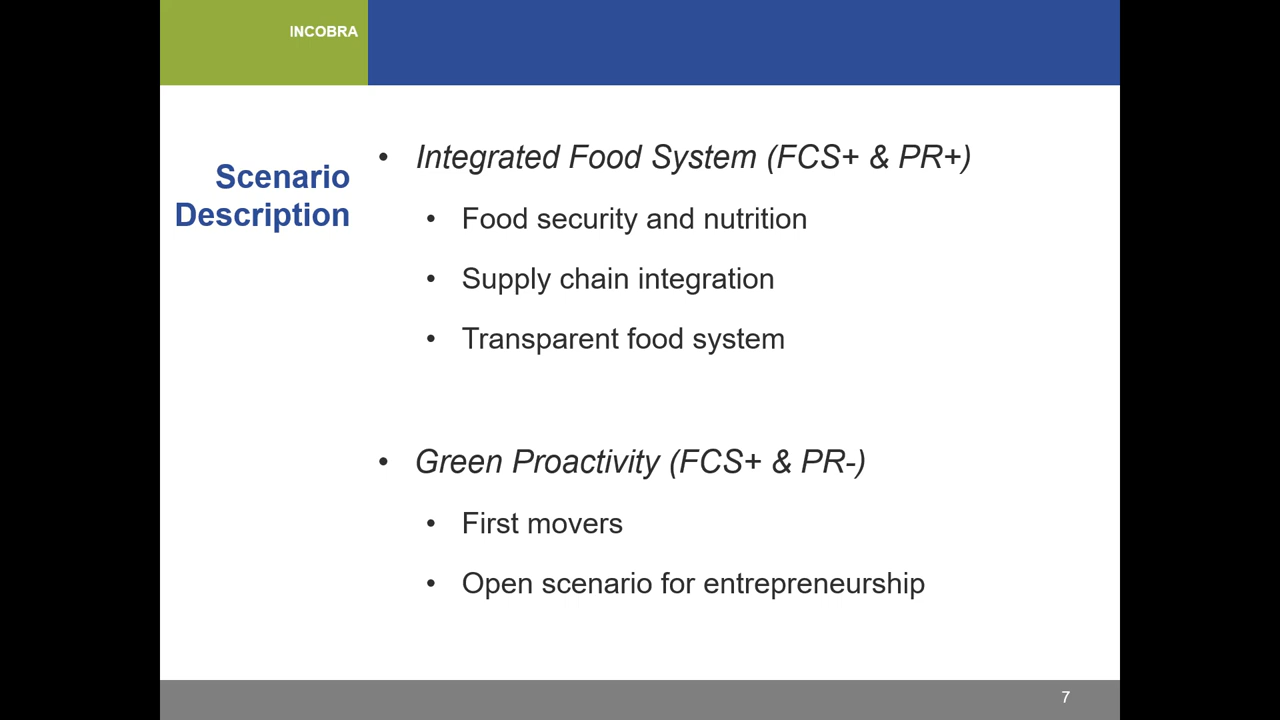 INCOBRA
Scenario
Description
• Integrated Food System (FCS+ & PR+)
• Food security and nutrition
• Supply chain integration
• Transparent food system
• Green Proactivity (FCS+ & PR-)
• First movers
• Open scenario for entrepreneurship
7